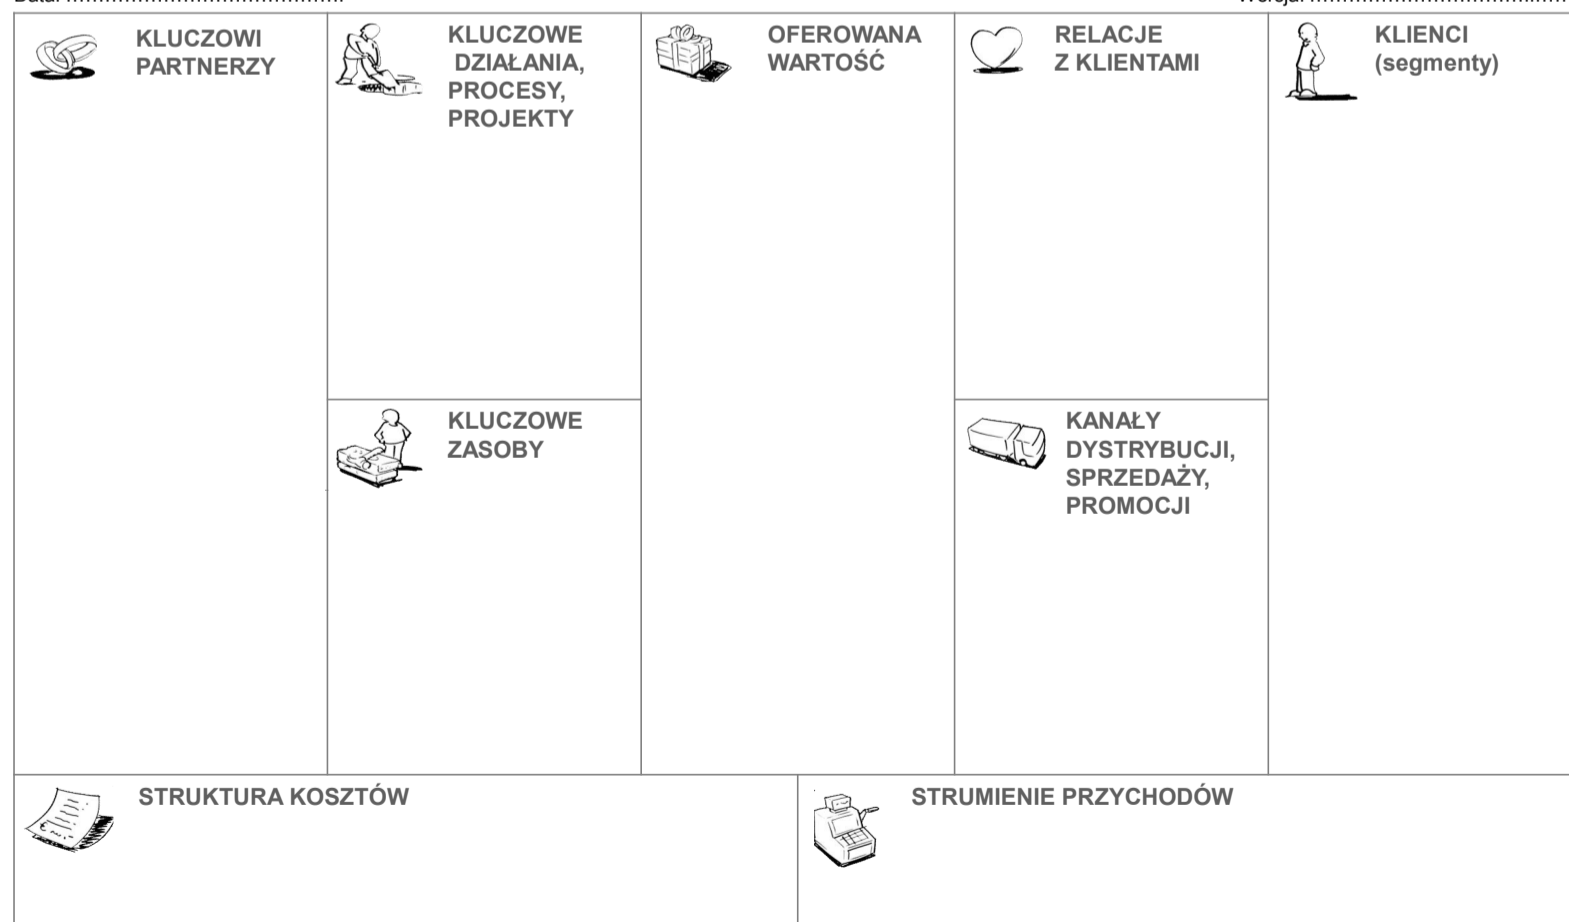 KLUCZOWI
PARTNERZY
KLUCZOWE
DZIAŁANIA,
PROCESY,
PROJEKTY
KLUCZOWE
ZASOBY
OFEROWANA
WARTOŚĆ
RELACJE
Z KLIENTAMI
KANAŁY
DYSTRYBUCJI,
SPRZEDAŻY,
PROMOCJI
KLIENCI
(segmenty)
STRUKTURA KOSZTÓW
STRUMIENIE PRZYCHODÓW